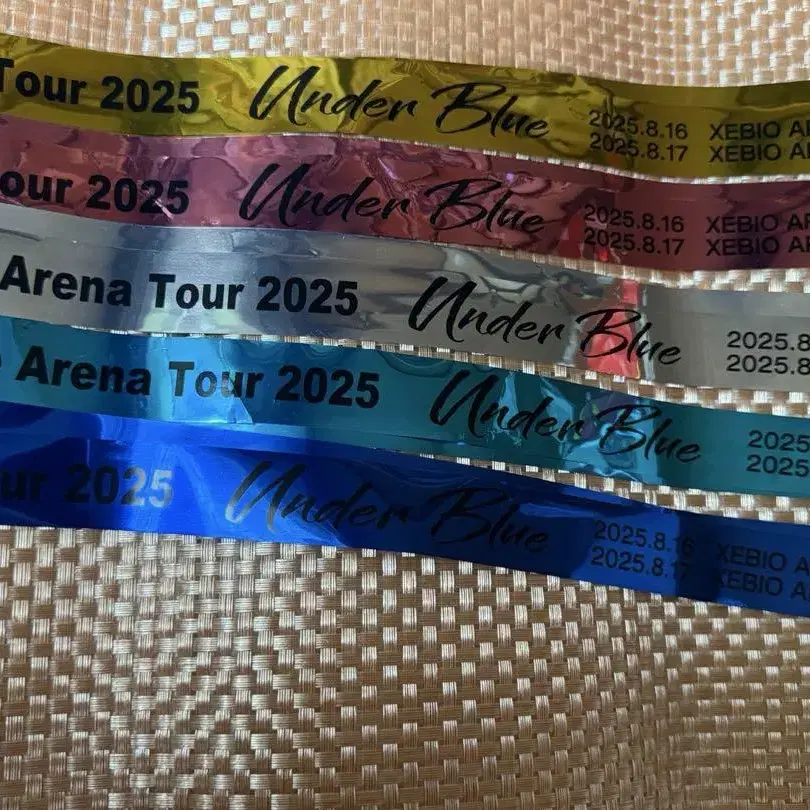 Tour 2025 Under Blue 2025.8.16 XEBIO
2025.8.17 XEBIO
our 2025 Under Blue 2025.8.16 XEBIO
2025.8.17 XEBIO
Arena Tour 2025 Under Blue 2025.8
2025.8
Arena Tour 2025 Under Blue 2025
2025
ur 2025 Under Blue 2025.8.16 XEBIO
2025.8.17 XEBIO